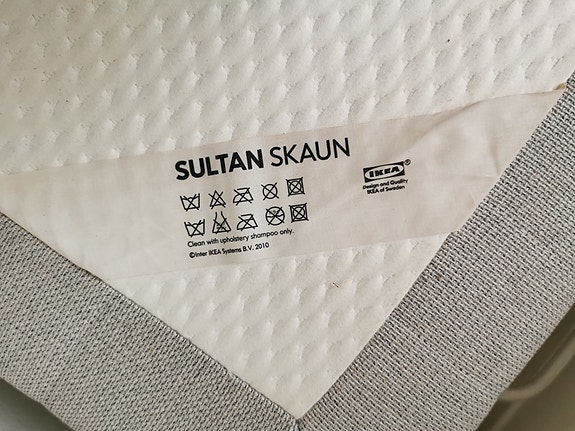 SULTAN SKAUN
IKEA®
Design and Quality
IKEA of Sweden
Clean with upholstery shampoo only.
©Inter IKEA Systems B.V. 2010